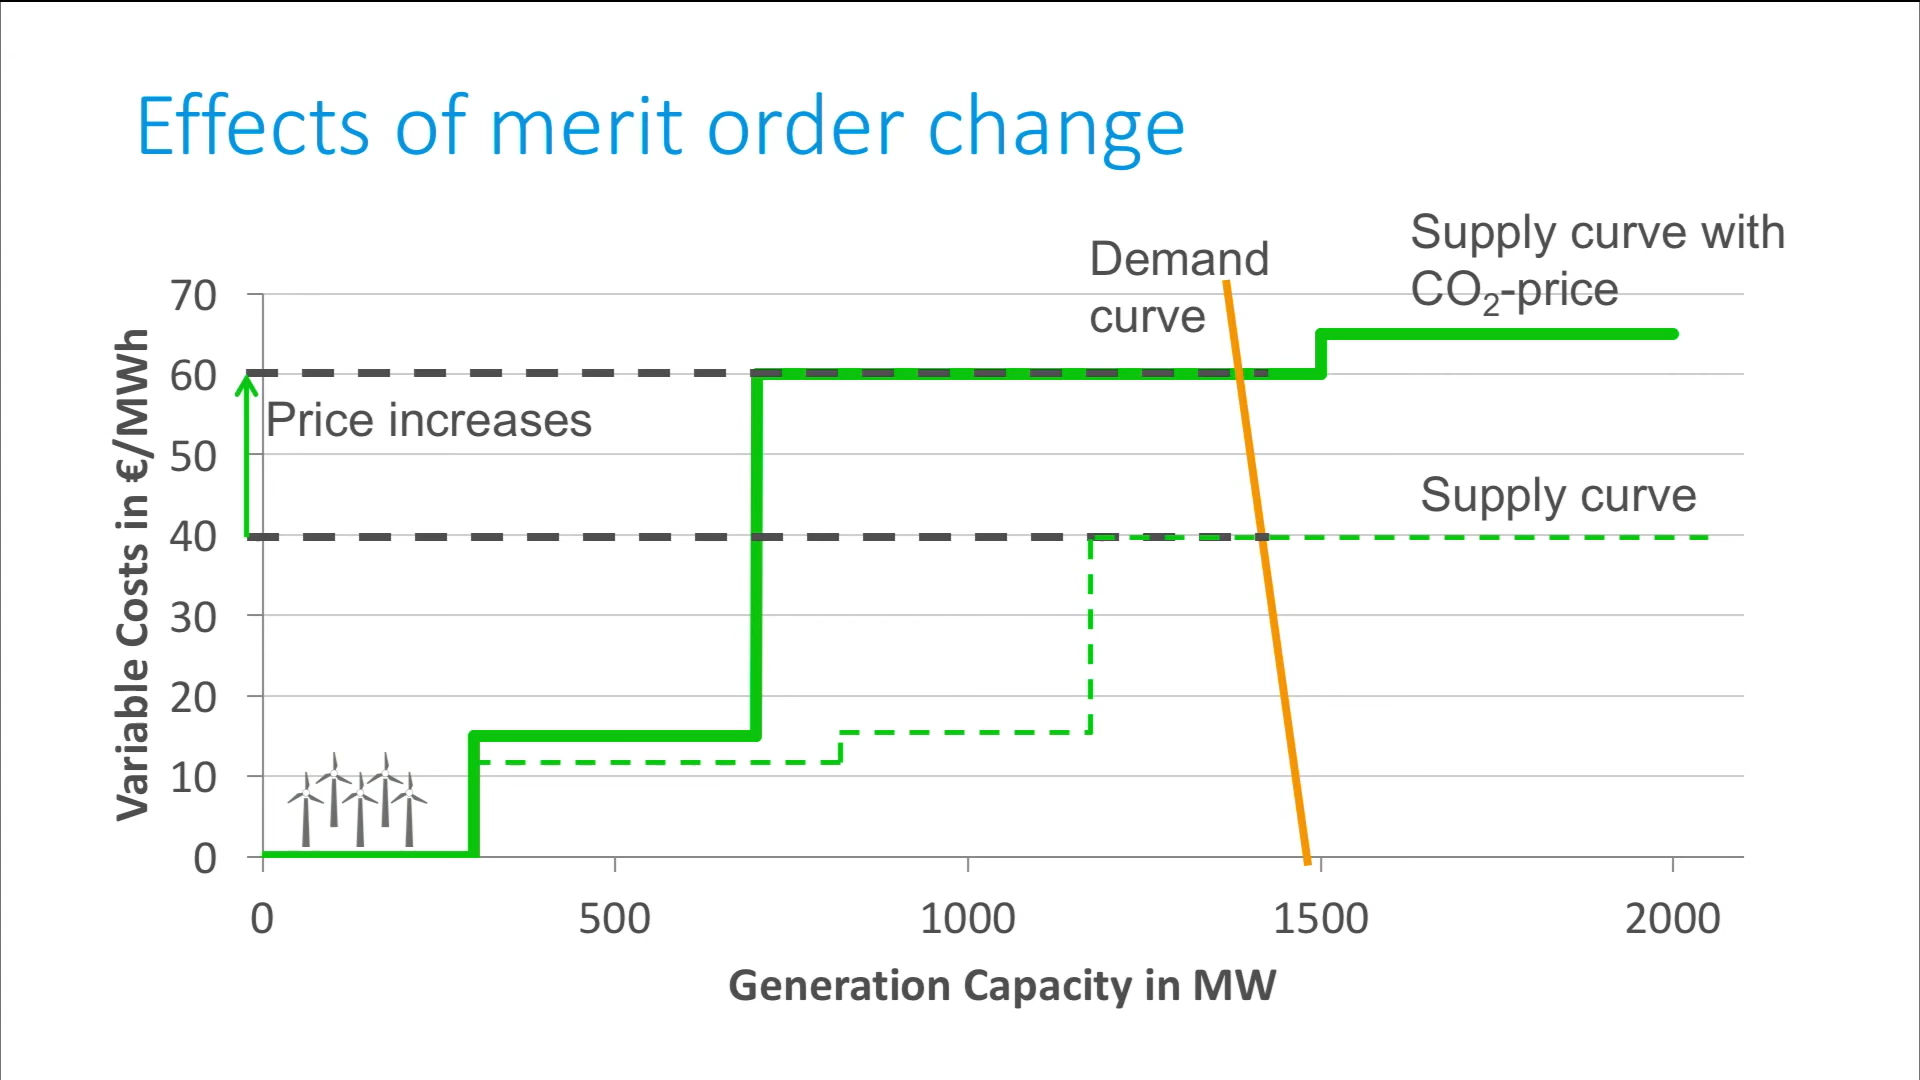 Effects of merit order change
Supply curve with
CO₂-price
Demand
curve
70
60
Price increases
50
Supply curve
40
30
20
10
0
Variable Costs in €/MWh
0 500 1000 1500 2000
Generation Capacity in MW